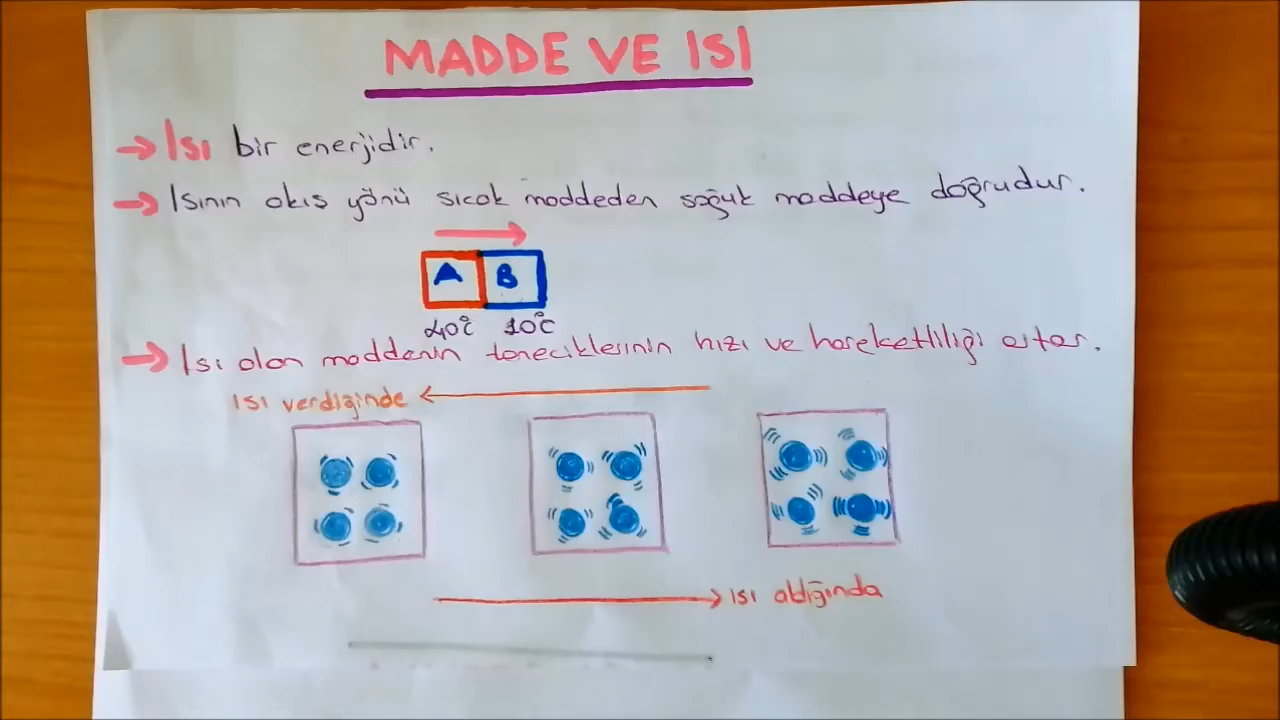 MADDE VE ISI
→ Isı bir enerjidir.
→ Isının akış yönü sıcak maddeden soğuk maddeye doğrudur.
A B
40°C 10°C
→ Isı alan maddenin taneciklerinin hızı ve hareketliliği artar.
ısı verdiğinde
ısı aldığında